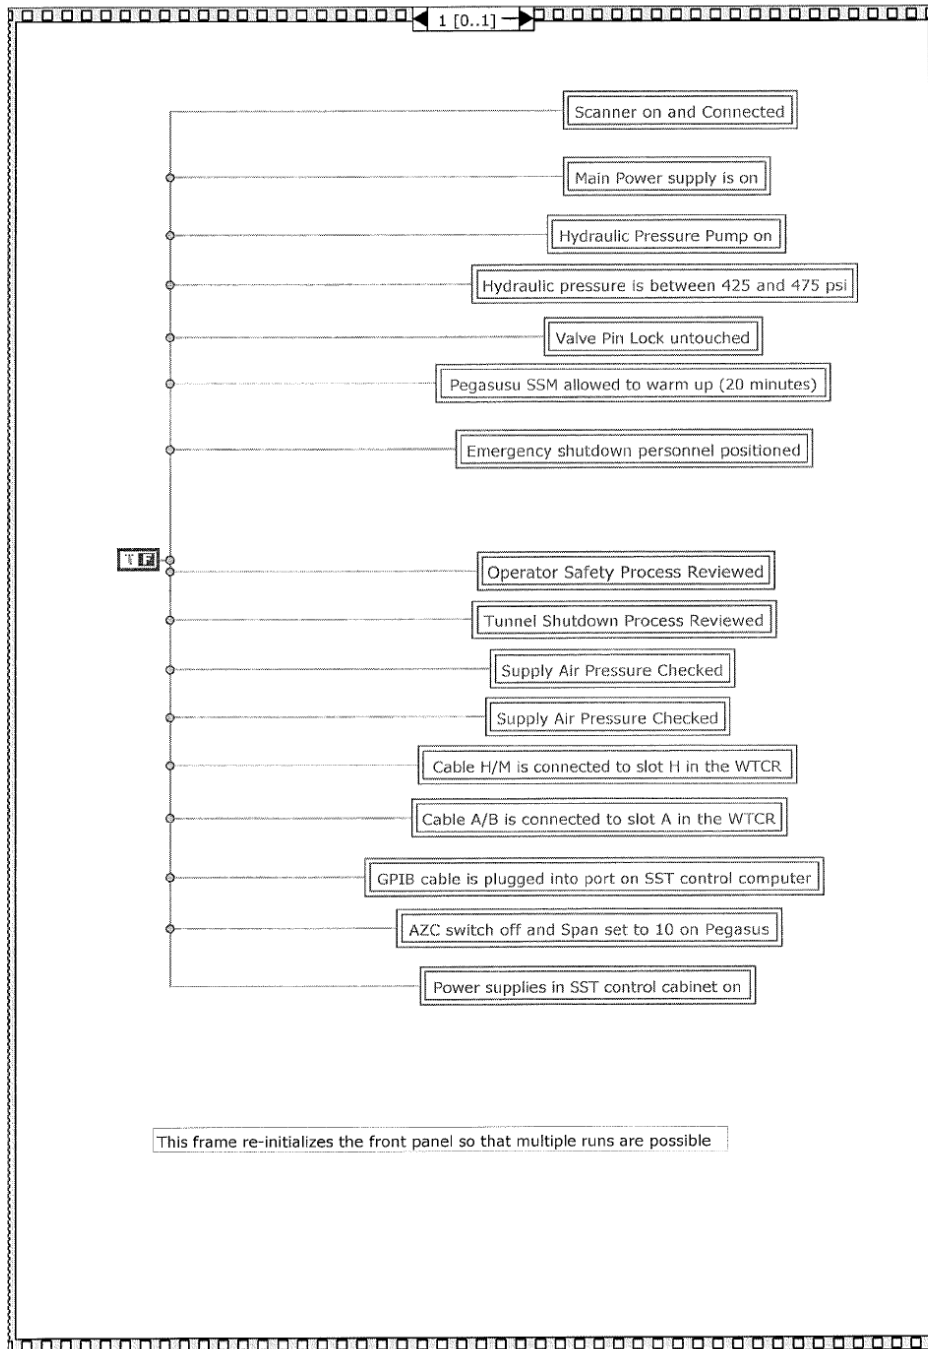 1 [0..1]
Scanner on and Connected
Main Power supply is on
Hydraulic Pressure Pump on
Hydraulic pressure is between 425 and 475 psi
Valve Pin Lock untouched
Pegasusu SSM allowed to warm up (20 minutes)
Emergency shutdown personnel positioned
T F
Operator Safety Process Reviewed
Tunnel Shutdown Process Reviewed
Supply Air Pressure Checked
Supply Air Pressure Checked
Cable H/M is connected to slot H in the WTCR
Cable A/B is connected to slot A in the WTCR
GPIB cable is plugged into port on SST control computer
AZC switch off and Span set to 10 on Pegasus
Power supplies in SST control cabinet on
This frame re-initializes the front panel so that multiple runs are possible